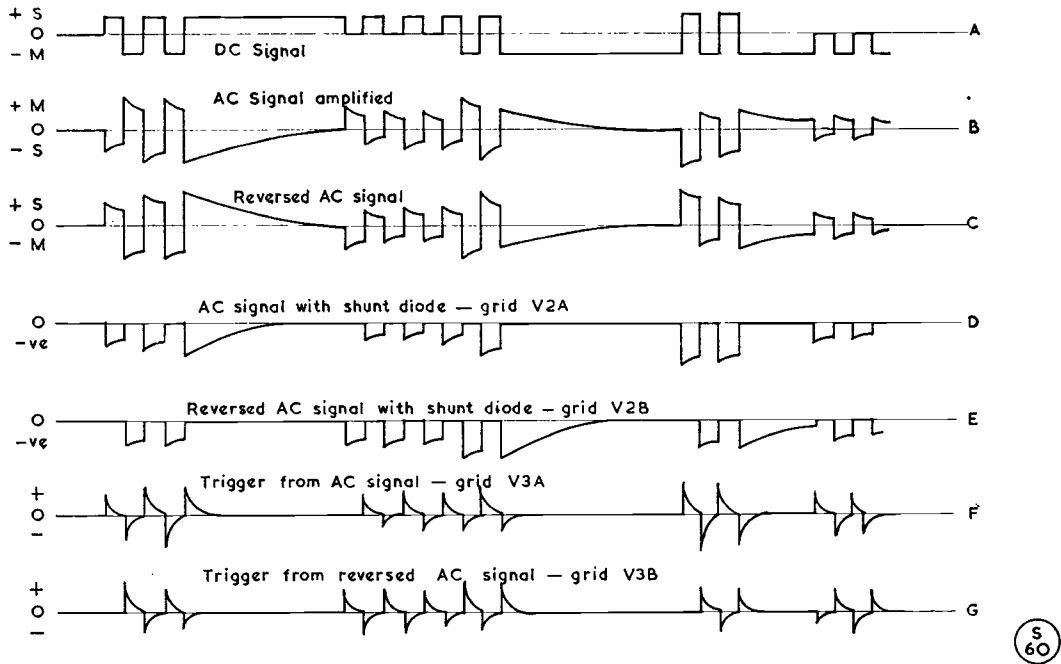 + S
O
- M
DC Signal
A
AC Signal amplified
+ M
O
- S
B
Reversed AC signal
+ S
O
- M
C
AC signal with shunt diode — grid V2A
O
-ve
D
Reversed AC signal with shunt diode — grid V2B
O
-ve
E
Trigger from AC signal — grid V3A
+
O
-
F
Trigger from reversed AC signal — grid V3B
+
O
-
G
S
60